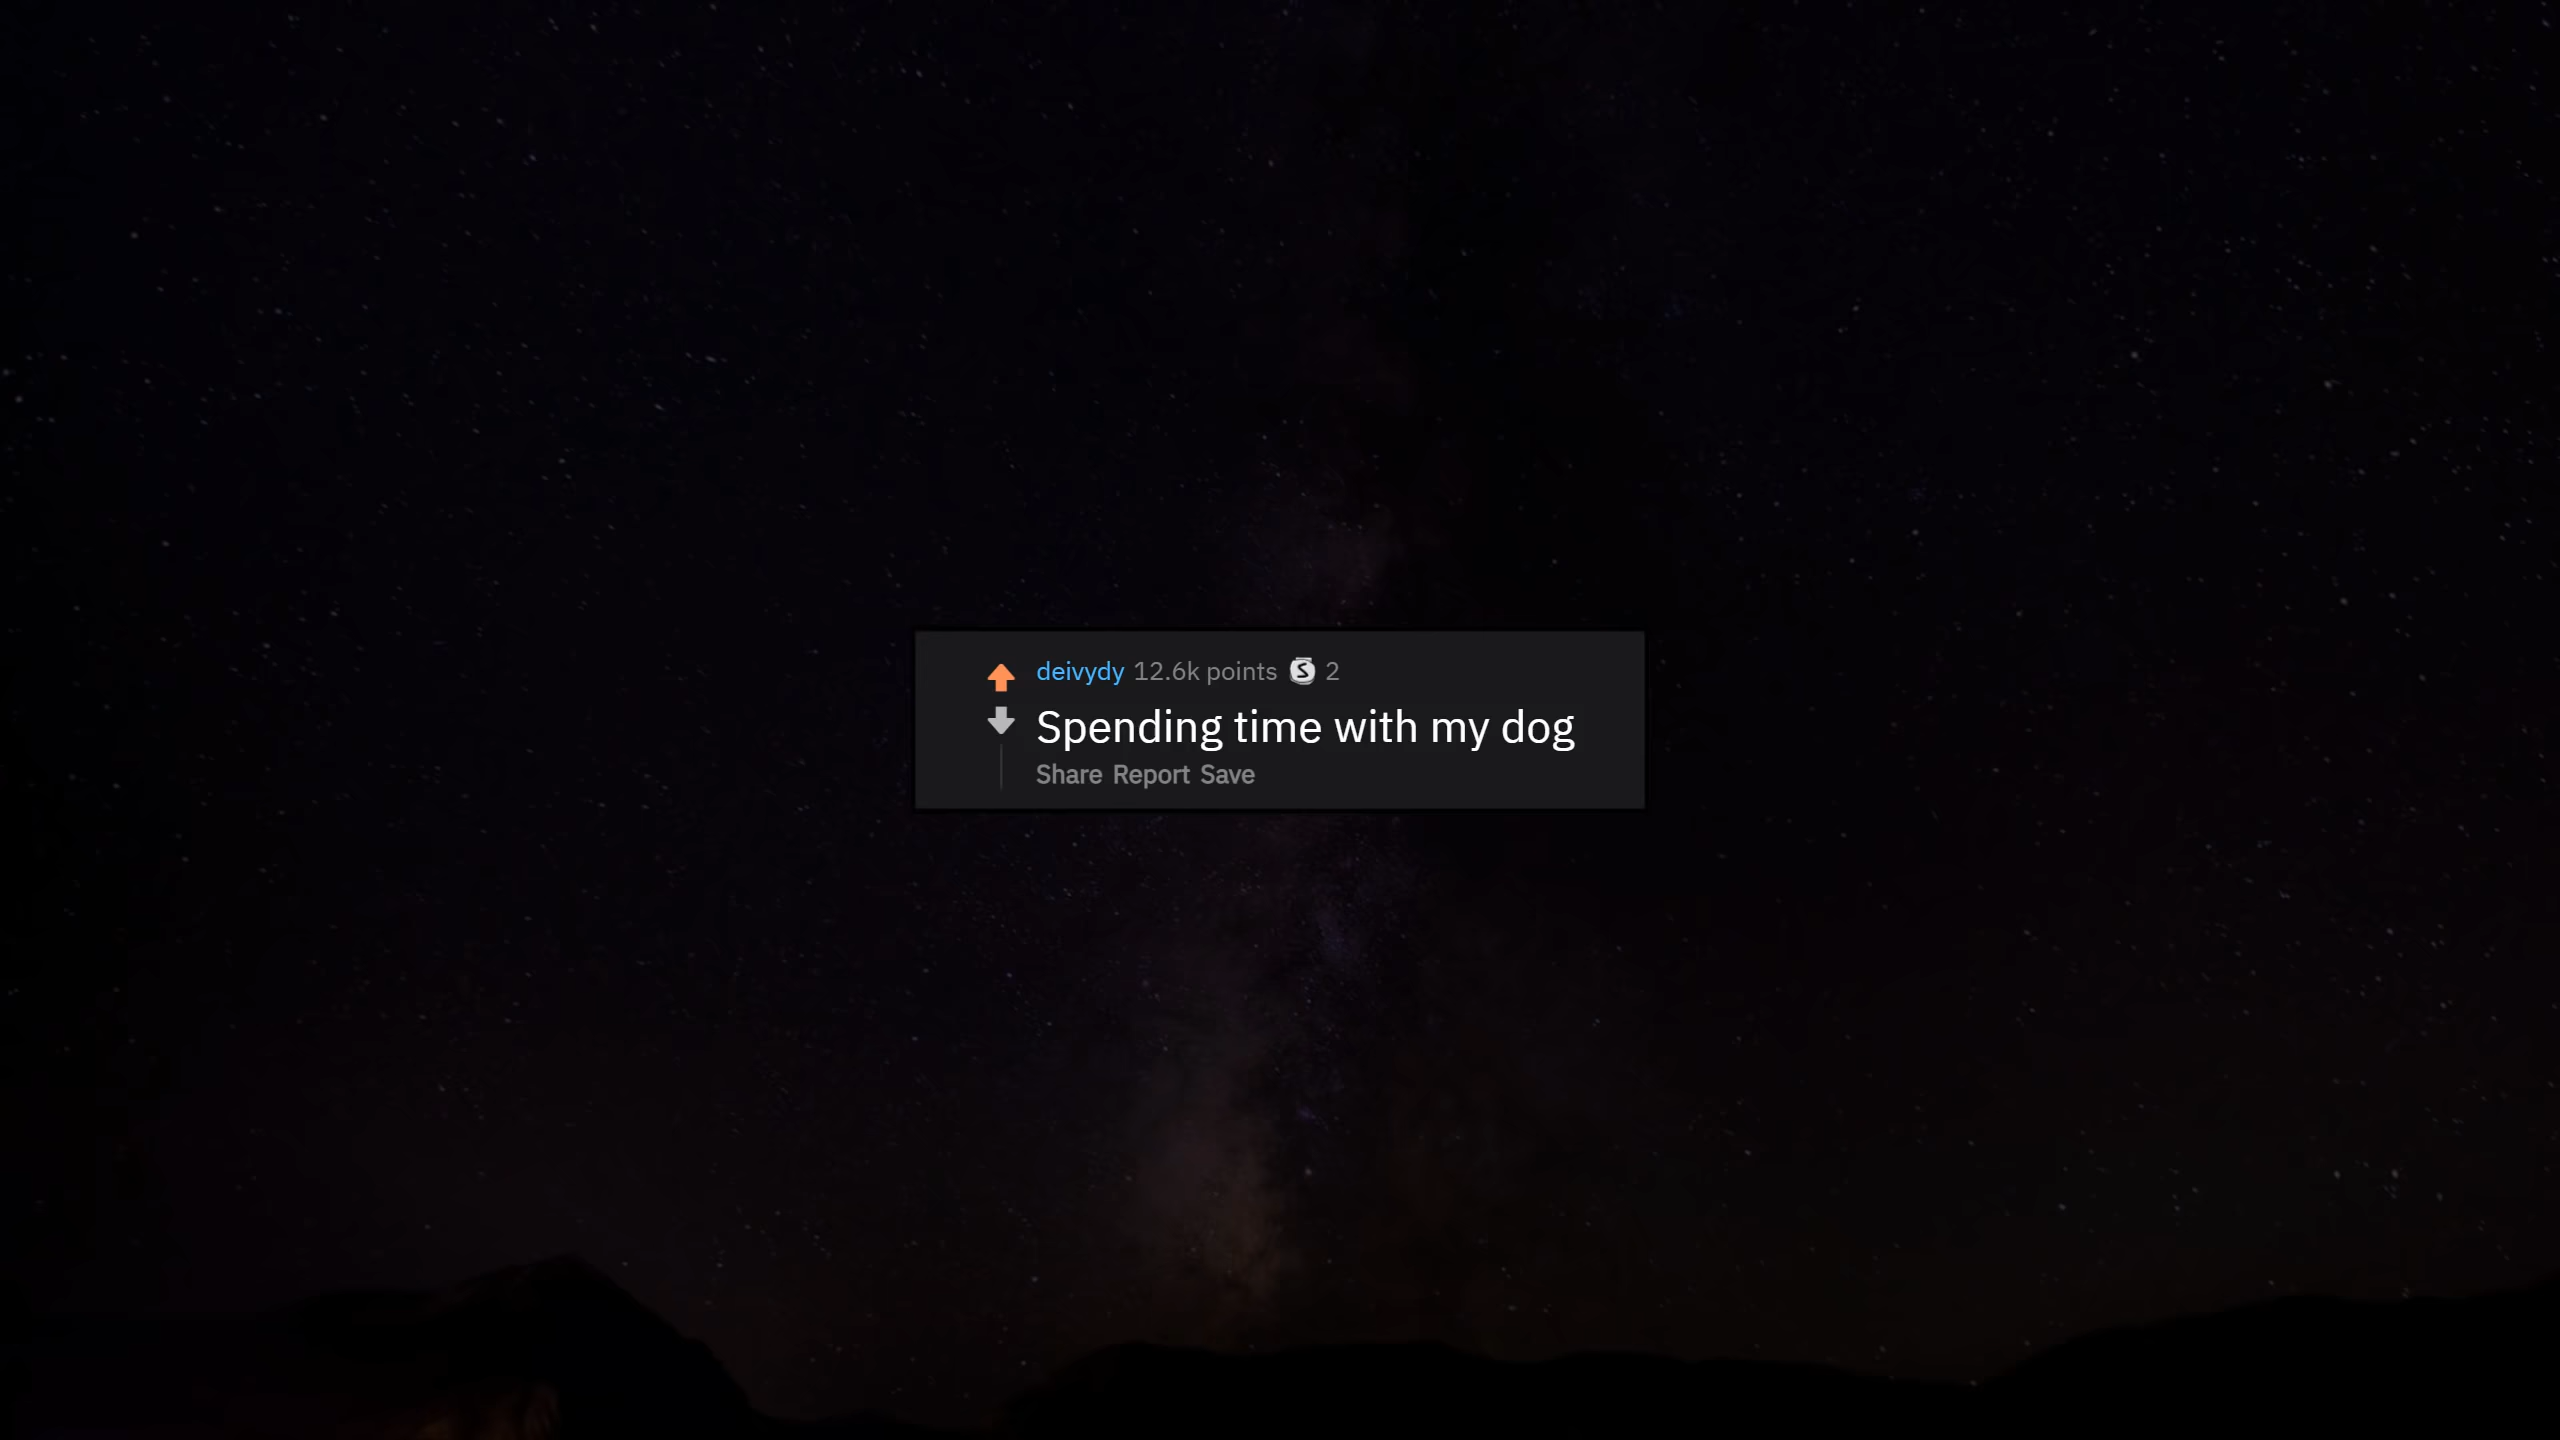 deivydy 12.6k points S 2
Spending time with my dog
Share Report Save